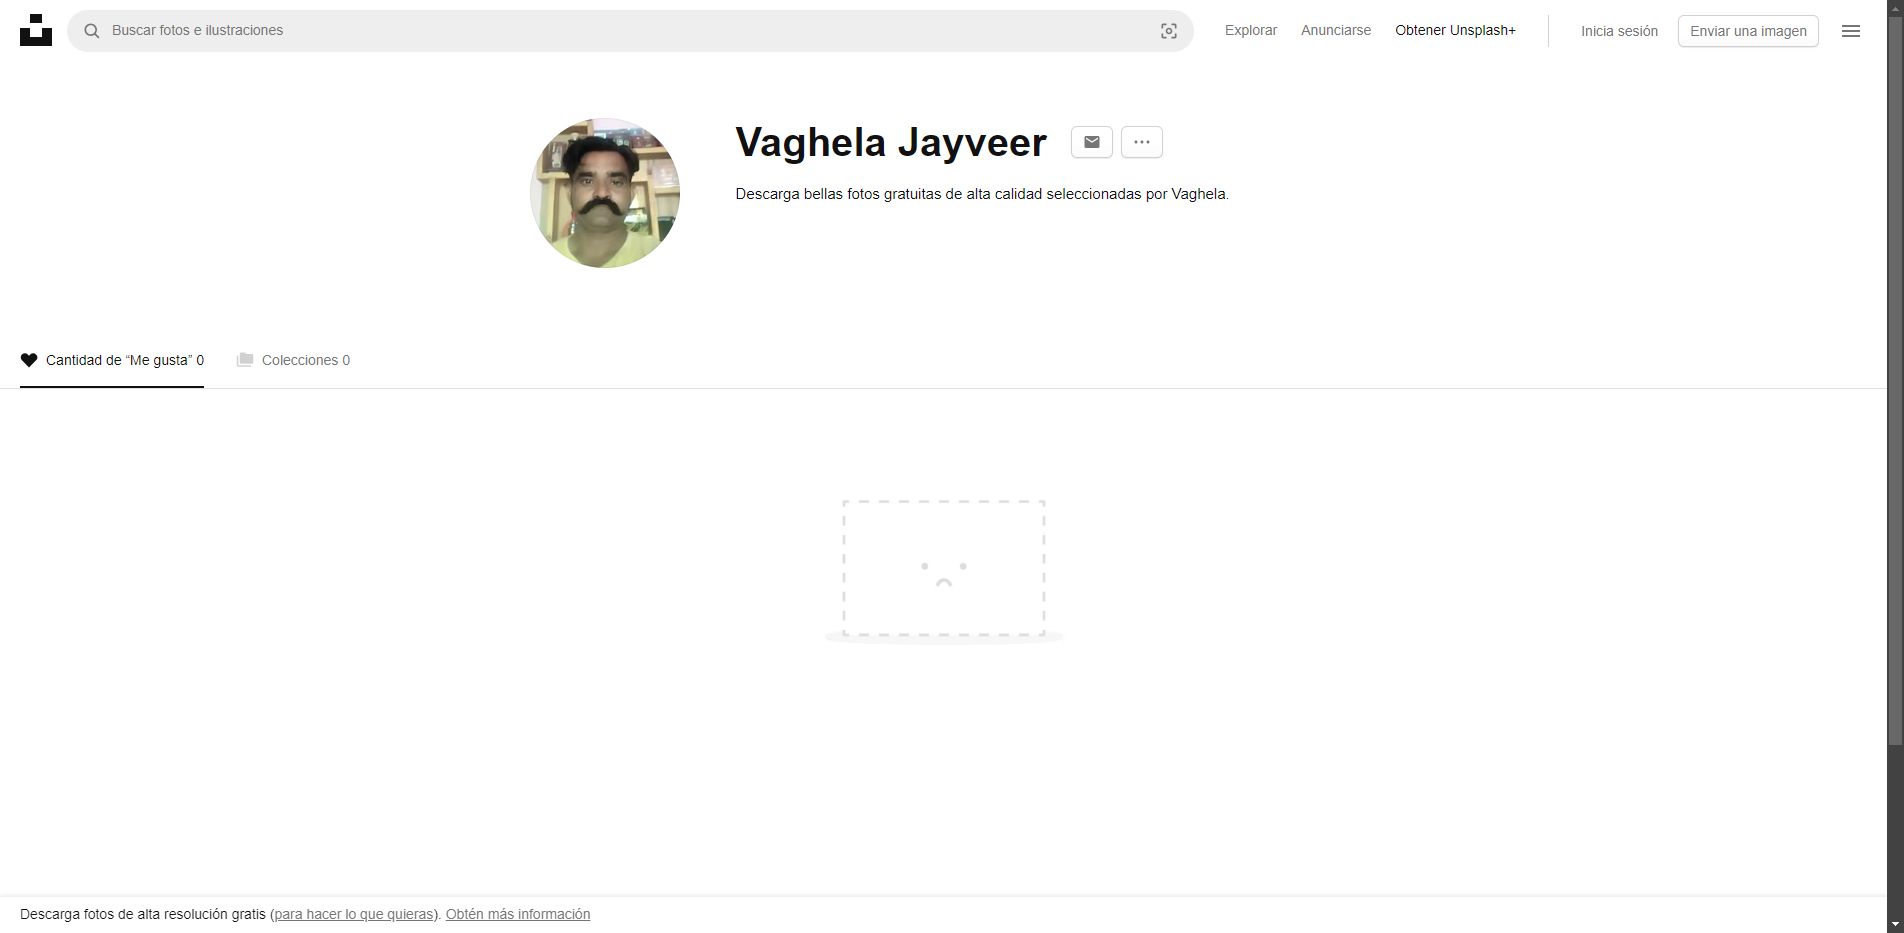 Buscar fotos e ilustraciones
Explorar
Anunciarse
Obtener Unsplash+
Inicia sesión
Enviar una imagen
Vaghela Jayveer
Descarga bellas fotos gratuitas de alta calidad seleccionadas por Vaghela.
Cantidad de “Me gusta” 0
Colecciones 0
Descarga fotos de alta resolución gratis (para hacer lo que quieras). Obtén más información